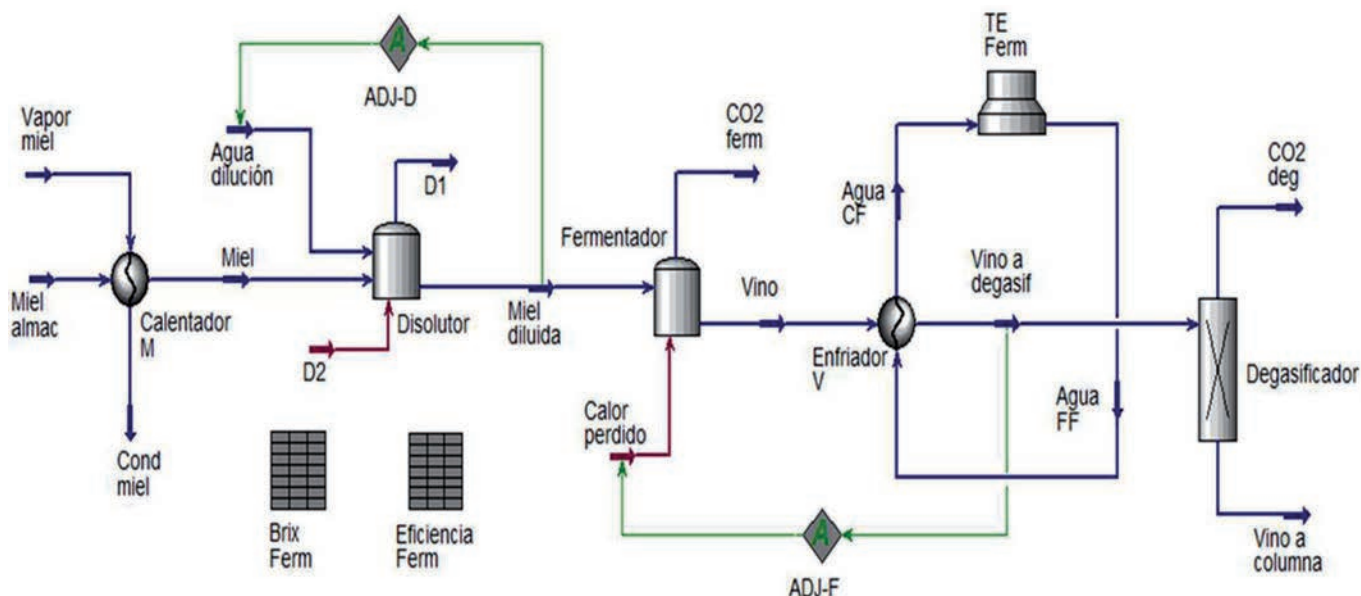 TE
Ferm
A
ADJ-D
Vapor
miel
Agua
dilución
D1
CO2
ferm
CO2
deg
Agua
CF
Fermentador
Miel
Vino
Vino a
degasif
Miel
almac
Calentador
M
Disolutor
Miel
diluida
Enfriador
V
Degasificador
D2
Agua
FF
Calor
perdido
Cond
miel
Brix
Ferm
Eficiencia
Ferm
A
ADJ-F
Vino a
columna